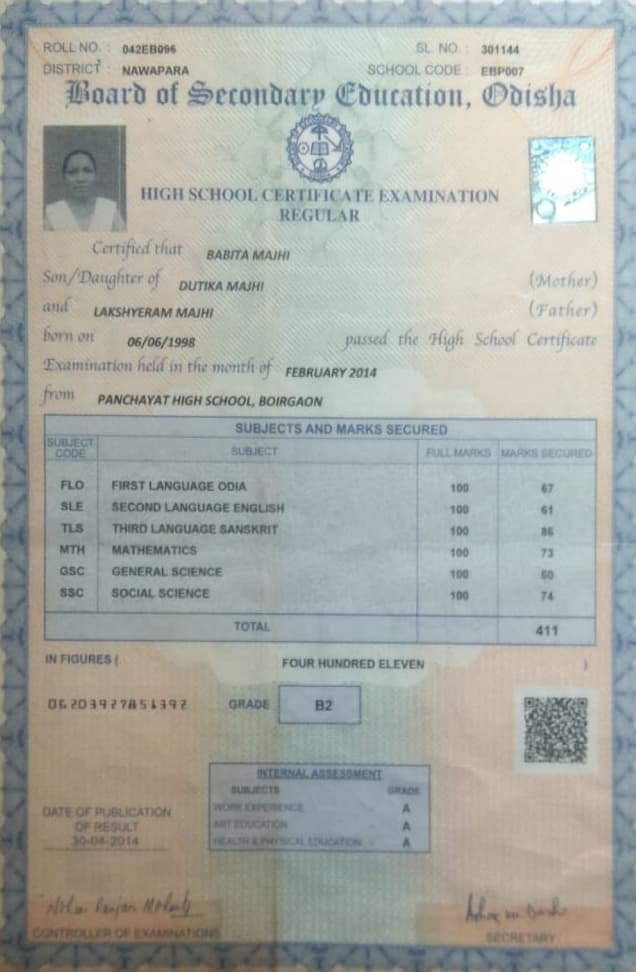 ROLL NO. : 042EB096 SL. NO. : 301144
DISTRICT : NAWAPARA SCHOOL CODE : EBP007
Board of Secondary Education, Odisha
HIGH SCHOOL CERTIFICATE EXAMINATION
REGULAR
Certified that BABITA MAJHI
Son/Daughter of DUTIKA MAJHI (Mother)
and LAKSHYERAM MAJHI (Father)
born on 06/06/1998 passed the High School Certificate
Examination held in the month of FEBRUARY 2014
from PANCHAYAT HIGH SCHOOL, BOIRGAON
SUBJECTS AND MARKS SECURED
SUBJECT CODE SUBJECT FULL MARKS MARKS SECURED
FLO FIRST LANGUAGE ODIA 100 67
SLE SECOND LANGUAGE ENGLISH 100 61
TLS THIRD LANGUAGE SANSKRIT 100 86
MTH MATHEMATICS 100 73
GSC GENERAL SCIENCE 100 50
SSC SOCIAL SCIENCE 100 74
TOTAL 411
IN FIGURES ( FOUR HUNDRED ELEVEN )
GRADE B2
INTERNAL ASSESSMENT
SUBJECTS GRADE
WORK EXPERIENCE A
ART EDUCATION A
HEALTH & PHYSICAL EDUCATION A
DATE OF PUBLICATION
OF RESULT
30-04-2014
CONTROLLER OF EXAMINATIONS SECRETARY